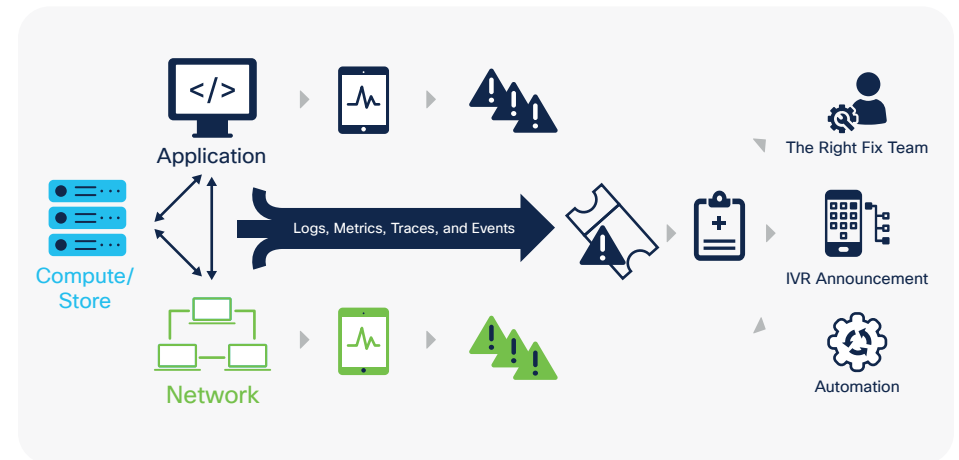 </>
Application
The Right Fix Team
Logs, Metrics, Traces, and Events
Compute/
Store
IVR Announcement
Network
Automation